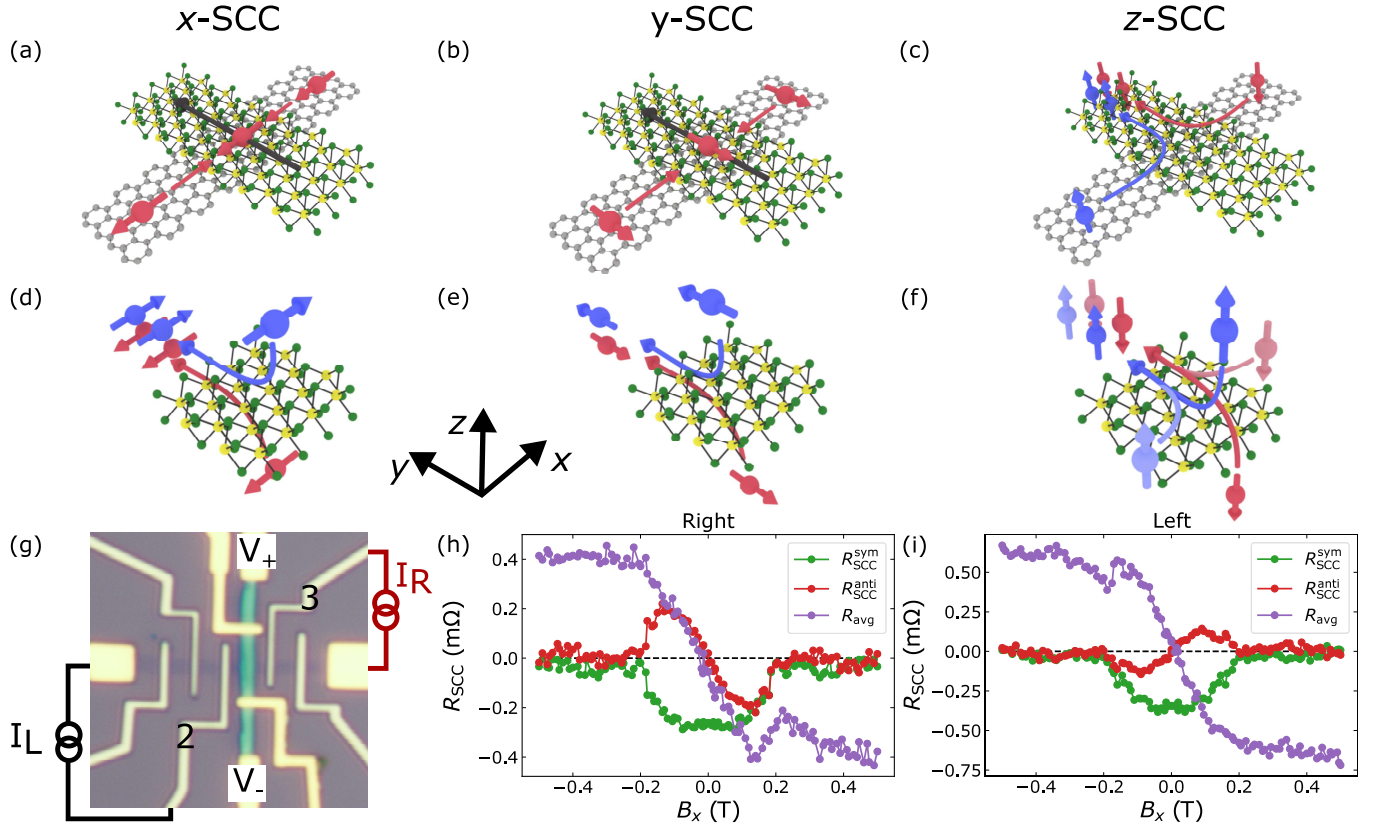 x-SCC
y-SCC
z-SCC
(a)
(b)
(c)
(d)
(e)
(f)
z
y
x
(g)
V+
I_R
3
I_L
2
V-
(h)
Right
R_SCC^sym
R_SCC^anti
R_avg
R_SCC (mΩ)
0.4
0.2
0.0
−0.2
−0.4
−0.4
−0.2
0.0
0.2
0.4
B_x (T)
(i)
Left
R_SCC^sym
R_SCC^anti
R_avg
R_SCC (mΩ)
0.50
0.25
0.00
−0.25
−0.50
−0.75
−0.4
−0.2
0.0
0.2
0.4
B_x (T)